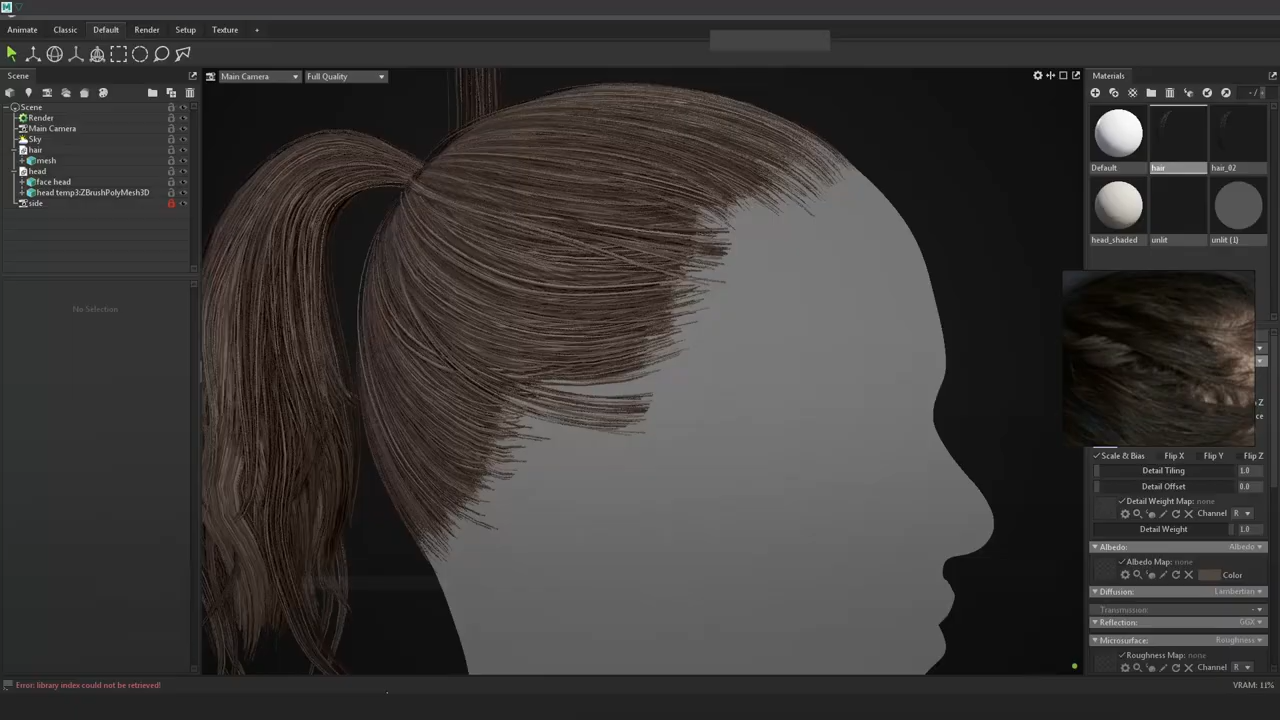 Animate Classic Default Render Setup Texture +
Scene
Main Camera Full Quality
Materials
Scene
Render
Main Camera
Sky
hair
mesh
head
face head
head temp3:ZBrushPolyMesh3D
side
No Selection
Default hair hair_02
head_shaded unlit unlit (1)
Z
ce
Scale & Bias Flip X Flip Y Flip Z
Detail Tiling 1.0
Detail Offset 0.0
Detail Weight Map: none
Channel R
Detail Weight 1.0
Albedo: Albedo
Albedo Map: none
Color
Diffusion: Lambertian
Transmission: -
Reflection: GGX
Microsurface: Roughness
Roughness Map: none
Channel R
Error: library index could not be retrieved!
VRAM: 11%